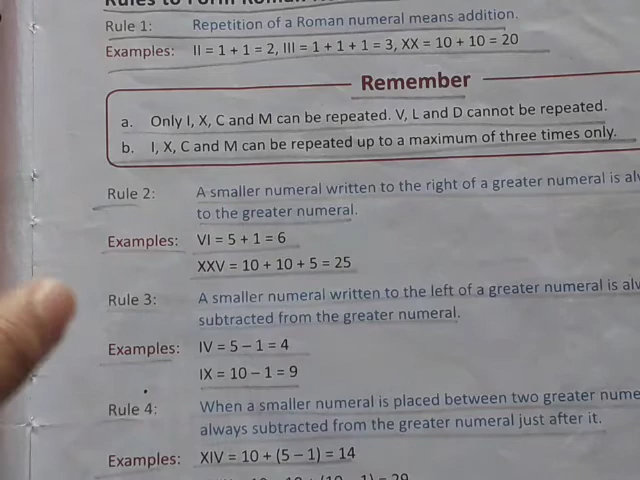 Rules to Form Roman
Rule 1: Repetition of a Roman numeral means addition.
Examples: II = 1 + 1 = 2, III = 1 + 1 + 1 = 3, XX = 10 + 10 = 20
Remember
a. Only I, X, C and M can be repeated. V, L and D cannot be repeated.
b. I, X, C and M can be repeated up to a maximum of three times only.
Rule 2: A smaller numeral written to the right of a greater numeral is
to the greater numeral.
Examples: VI = 5 + 1 = 6
XXV = 10 + 10 + 5 = 25
Rule 3: A smaller numeral written to the left of a greater numeral is
subtracted from the greater numeral.
Examples: IV = 5 – 1 = 4
IX = 10 – 1 = 9
Rule 4: When a smaller numeral is placed between two greater
always subtracted from the greater numeral just after it.
Examples: XIV = 10 + (5 – 1) = 14